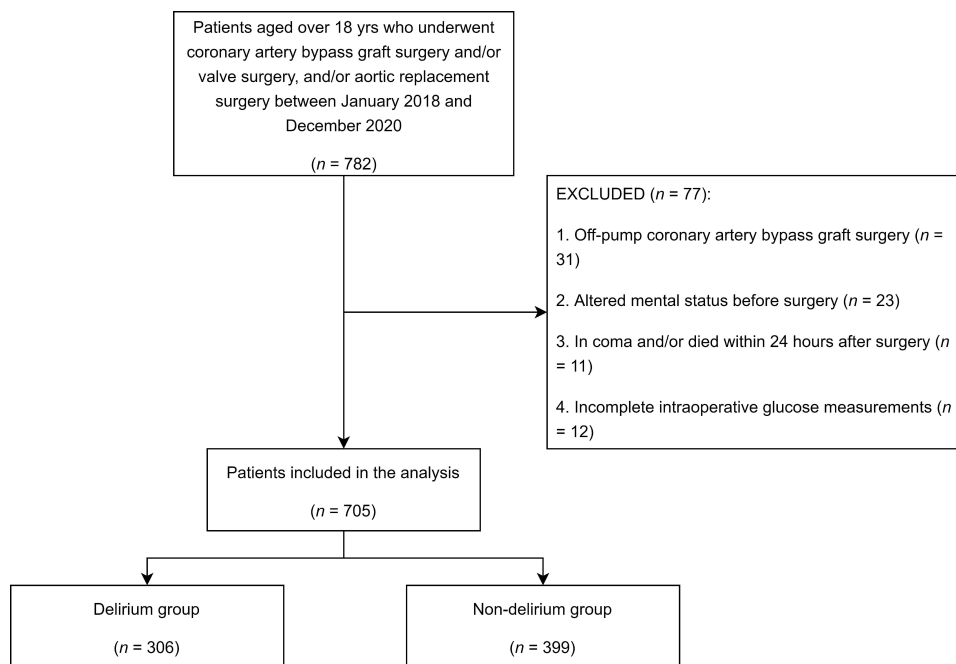 Patients aged over 18 yrs who underwent
coronary artery bypass graft surgery and/or
valve surgery, and/or aortic replacement
surgery between January 2018 and
December 2020
(n = 782)
EXCLUDED (n = 77):
1. Off-pump coronary artery bypass graft surgery (n =
31)
2. Altered mental status before surgery (n = 23)
3. In coma and/or died within 24 hours after surgery (n
= 11)
4. Incomplete intraoperative glucose measurements (n
= 12)
Patients included in the analysis
(n = 705)
Delirium group
(n = 306)
Non-delirium group
(n = 399)